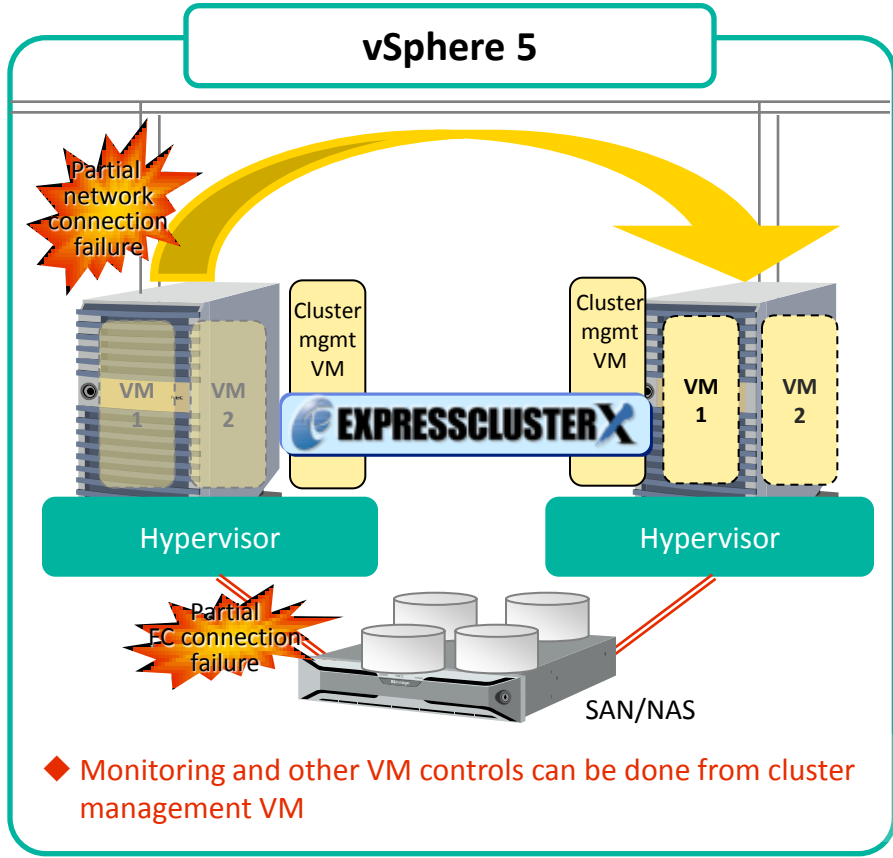 vSphere 5
Partial
network
connection
failure
Cluster
mgmt
VM
Cluster
mgmt
VM
VM
1
VM
2
VM
1
VM
2
EXPRESSCLUSTER X
Hypervisor
Hypervisor
Partial
FC connection
failure
SAN/NAS
Monitoring and other VM controls can be done from cluster
management VM